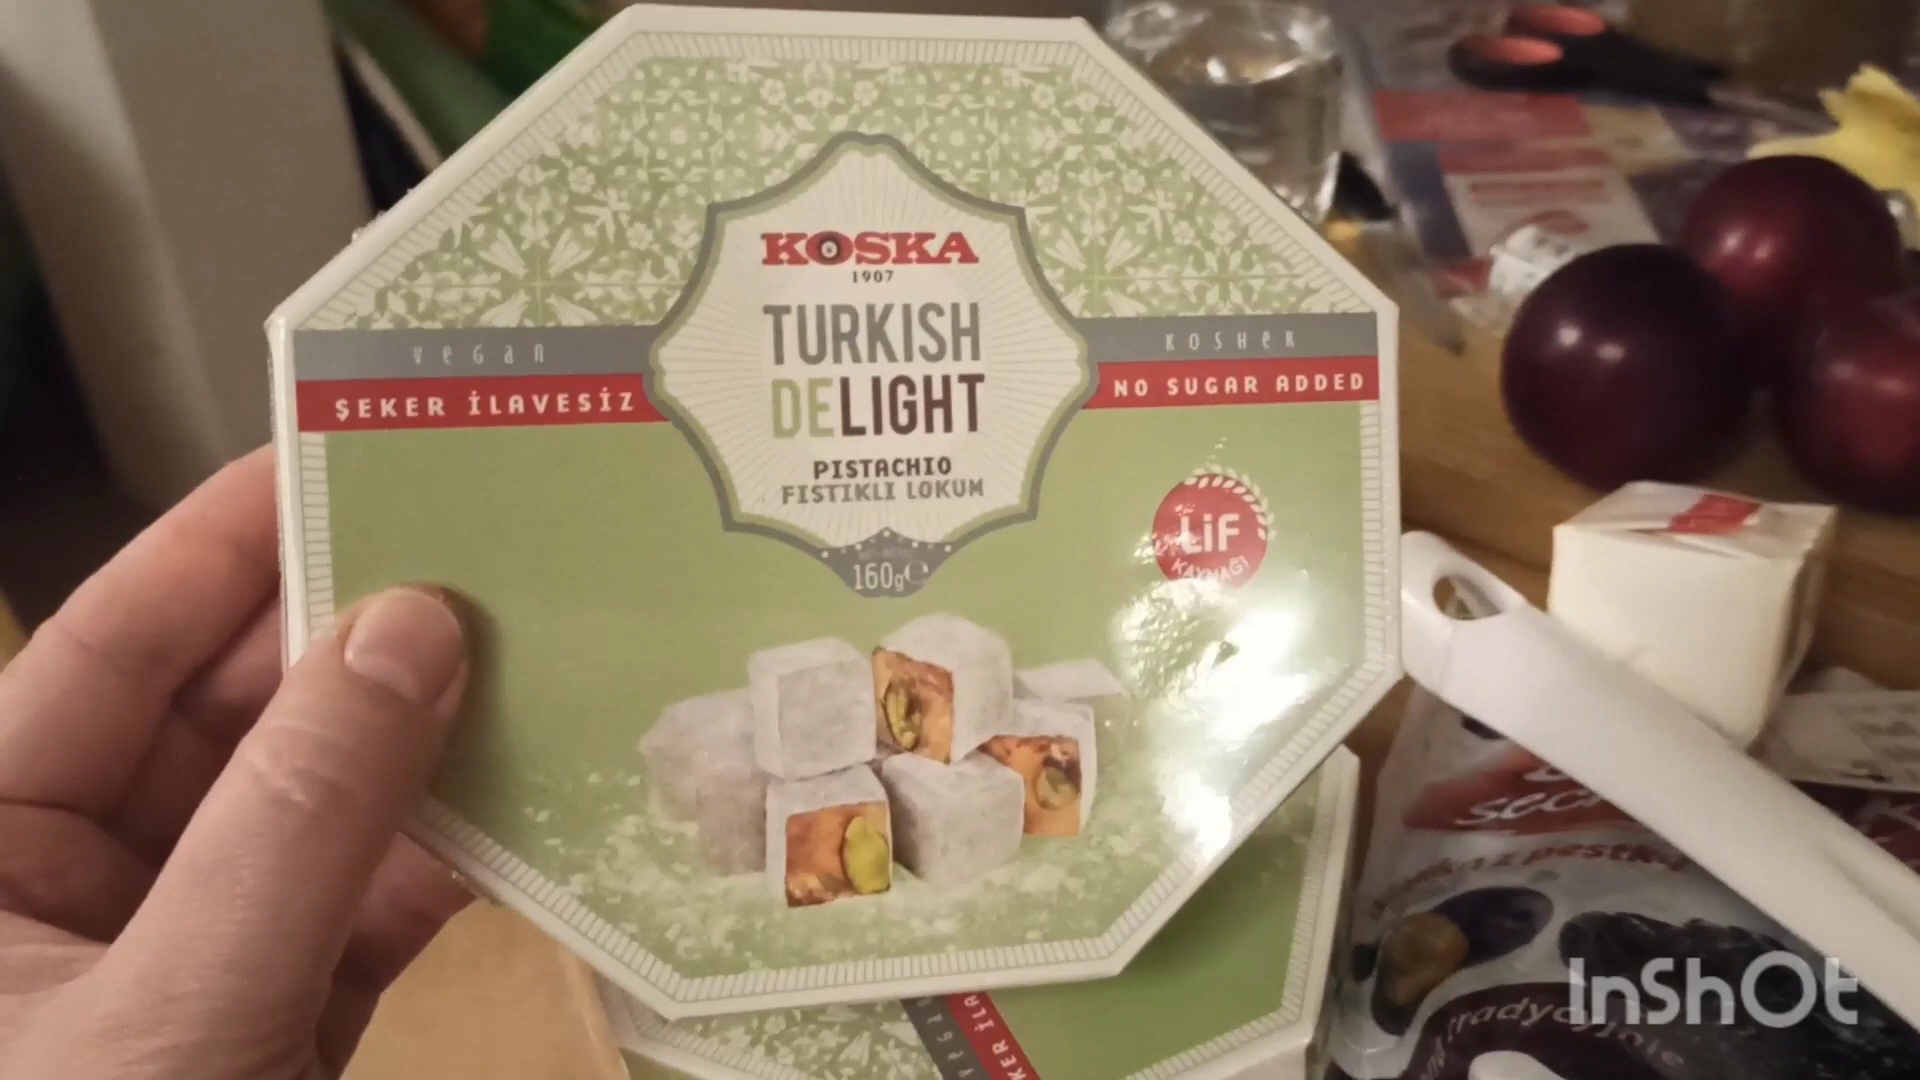 KOSKA
1907
TURKISH
DELIGHT
PISTACHIO
FISTIKLI LOKUM
160g℮
VEGAN
ŞEKER İLAVESİZ
KOSHER
NO SUGAR ADDED
LİF
KAYNAĞI
InShOt